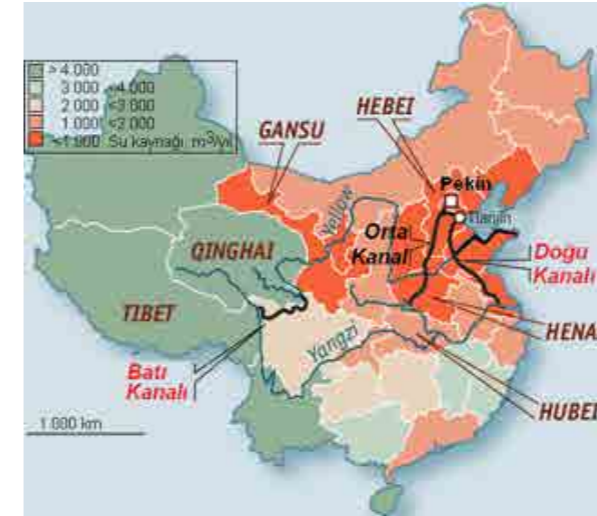 > 4.000
3 000 <4.000
2 000 <3 000
1 000 <2 000
<1 000 Su kaynağı m³/yıl
HEBEI
GANSU
Pekin
Tianjin
Yellow
Orta
Kanal
QINGHAI
Doğu
Kanalı
TIBET
HENA
Yangzi
Batı
Kanalı
HUBEI
1 000 km